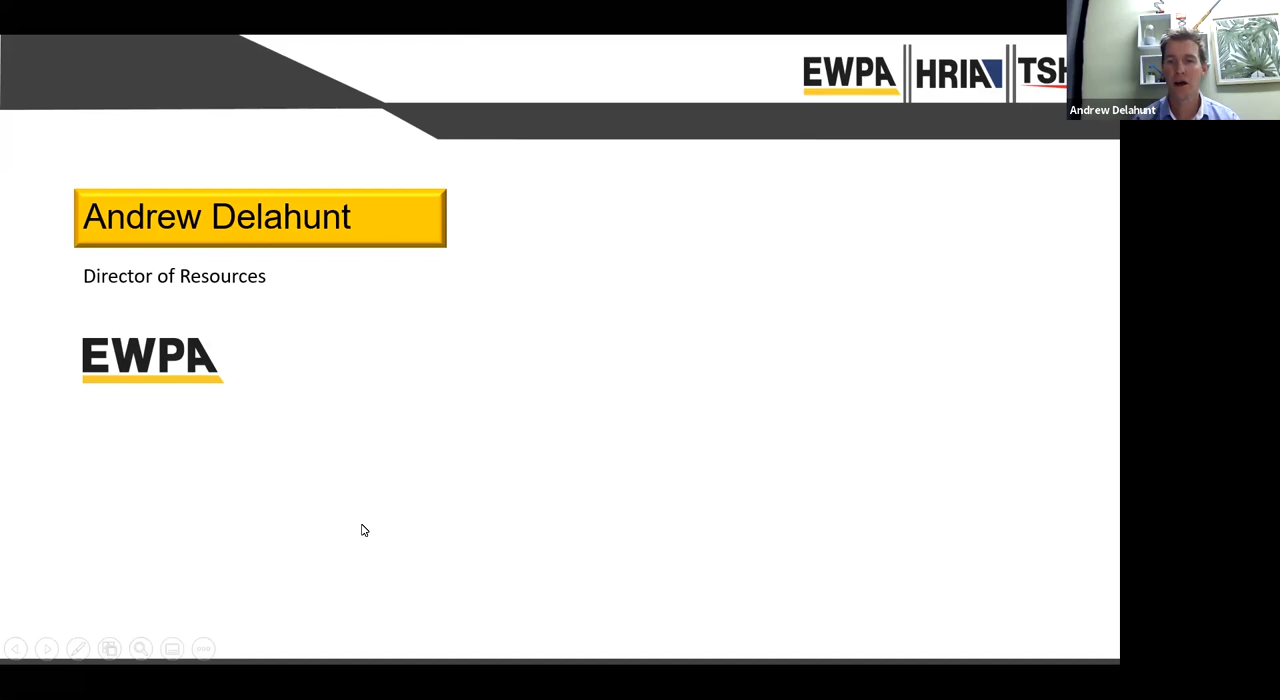 EWPA HRIA TSH
Andrew Delahunt
Andrew Delahunt
Director of Resources
EWPA